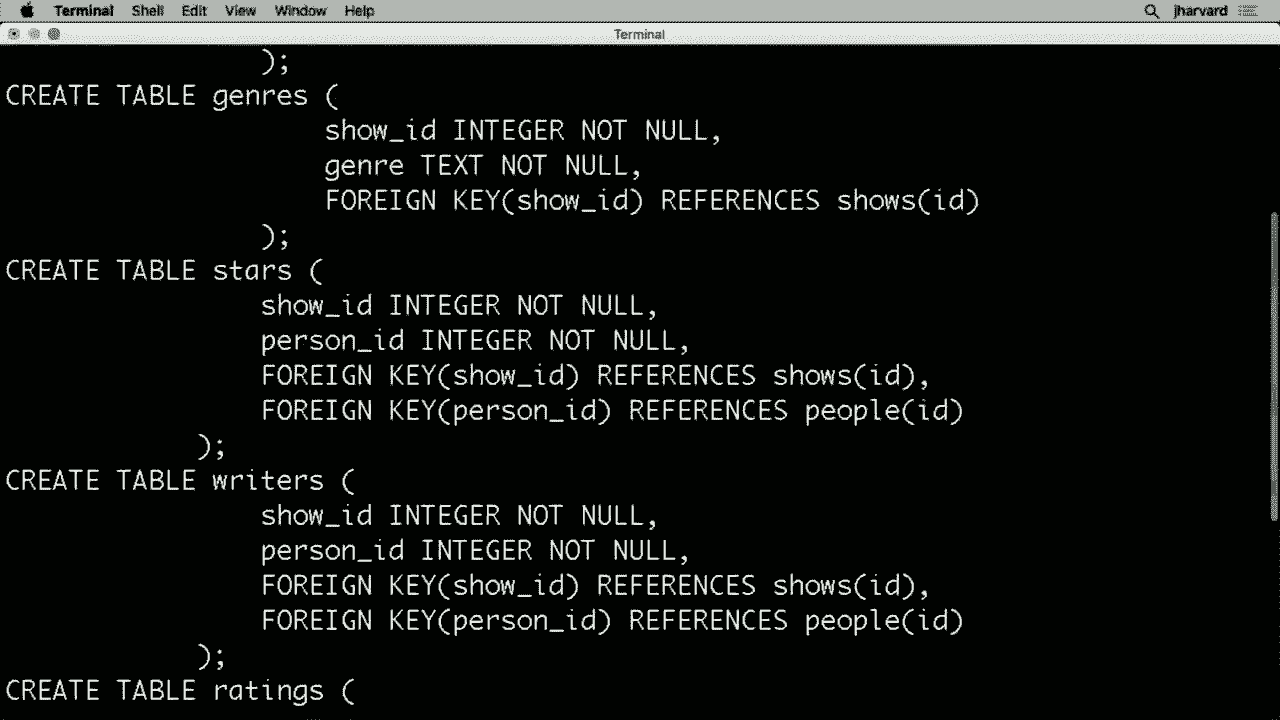 Terminal Shell Edit View Window Help jharvard
Terminal
);
CREATE TABLE genres (
show_id INTEGER NOT NULL,
genre TEXT NOT NULL,
FOREIGN KEY(show_id) REFERENCES shows(id)
);
CREATE TABLE stars (
show_id INTEGER NOT NULL,
person_id INTEGER NOT NULL,
FOREIGN KEY(show_id) REFERENCES shows(id),
FOREIGN KEY(person_id) REFERENCES people(id)
);
CREATE TABLE writers (
show_id INTEGER NOT NULL,
person_id INTEGER NOT NULL,
FOREIGN KEY(show_id) REFERENCES shows(id),
FOREIGN KEY(person_id) REFERENCES people(id)
);
CREATE TABLE ratings (